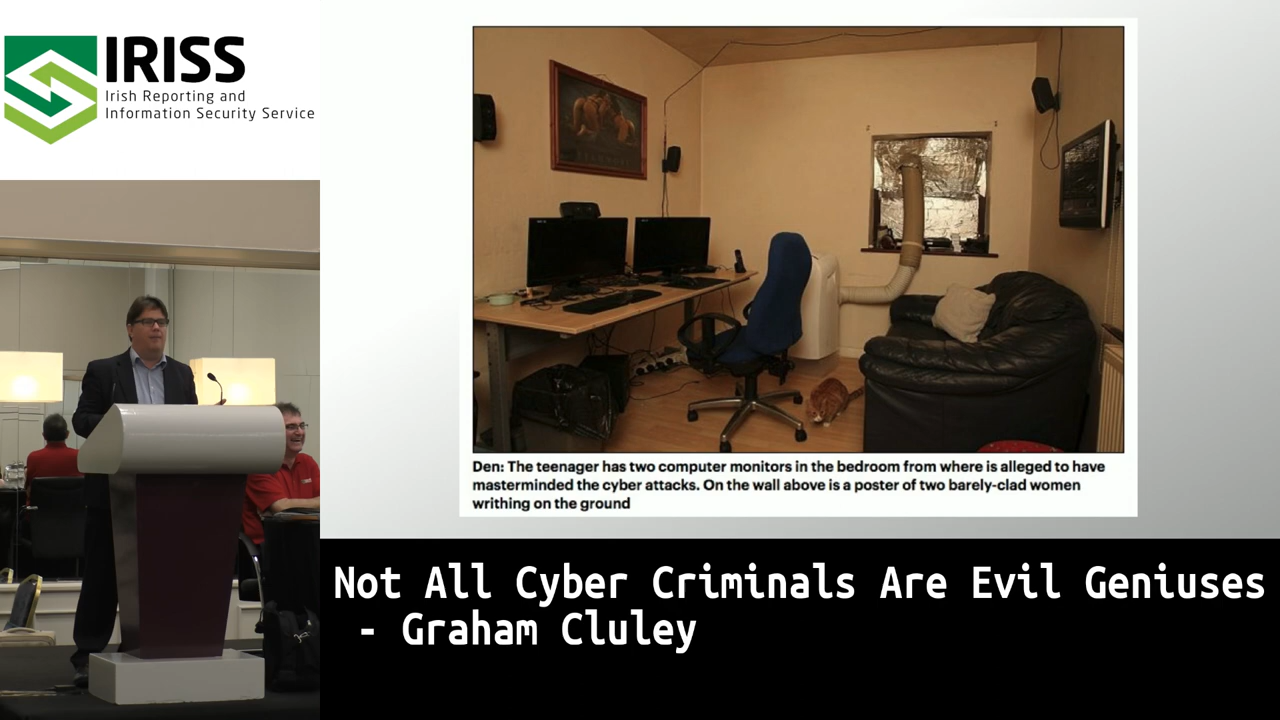 IRISS
Irish Reporting and
Information Security Service
Den: The teenager has two computer monitors in the bedroom from where is alleged to have
masterminded the cyber attacks. On the wall above is a poster of two barely-clad women
writhing on the ground
Not All Cyber Criminals Are Evil Geniuses
- Graham Cluley